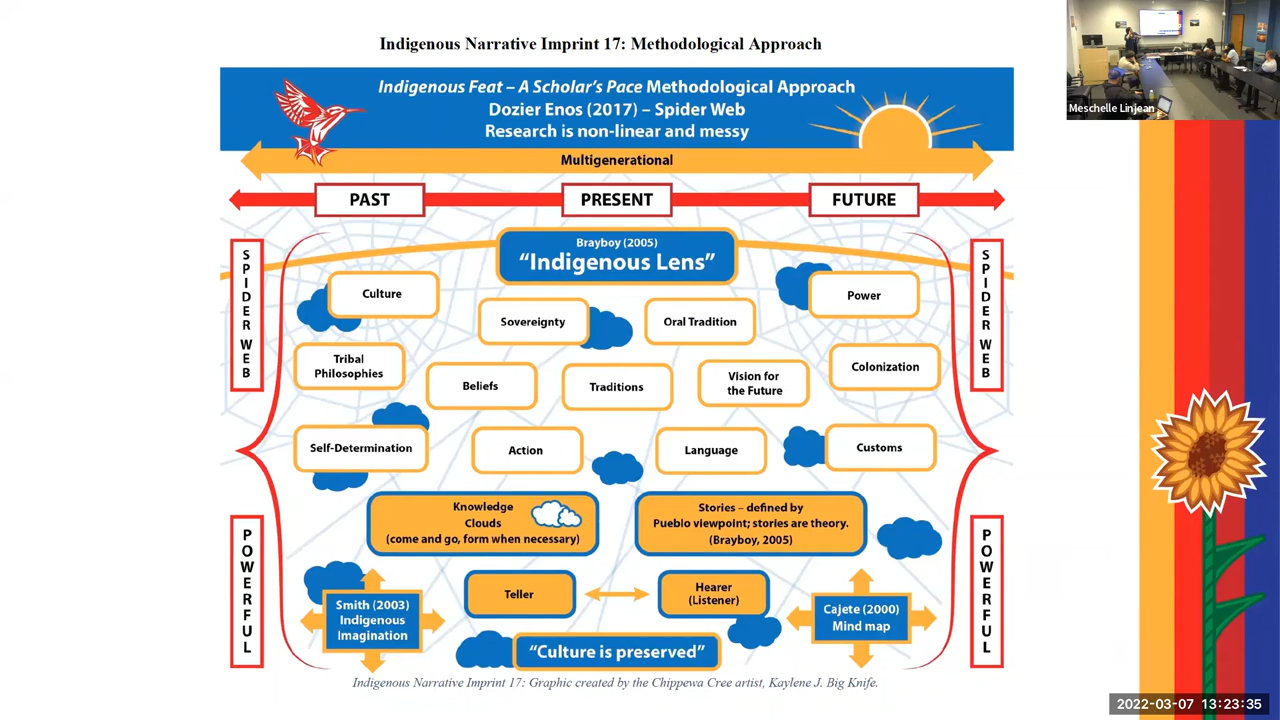 Indigenous Narrative Imprint 17: Methodological Approach
Indigenous Feat – A Scholar's Pace Methodological Approach
Dozier Enos (2017) – Spider Web
Research is non-linear and messy
Multigenerational
PAST
PRESENT
FUTURE
SPIDER WEB
Brayboy (2005)
"Indigenous Lens"
SPIDER WEB
Culture
Power
Sovereignty
Oral Tradition
Tribal
Philosophies
Beliefs
Traditions
Vision for
the Future
Colonization
Self-Determination
Action
Language
Customs
Knowledge
Clouds
(come and go, form when necessary)
Stories – defined by
Pueblo viewpoint; stories are theory.
(Brayboy, 2005)
POWERFUL
POWERFUL
Teller
Hearer
(Listener)
Smith (2003)
Indigenous
Imagination
Cajete (2000)
Mind map
"Culture is preserved"
Indigenous Narrative Imprint 17: Graphic created by the Chippewa Cree artist, Kaylene J. Big Knife.
Meschelle Linjean
2022-03-07 13:23:35